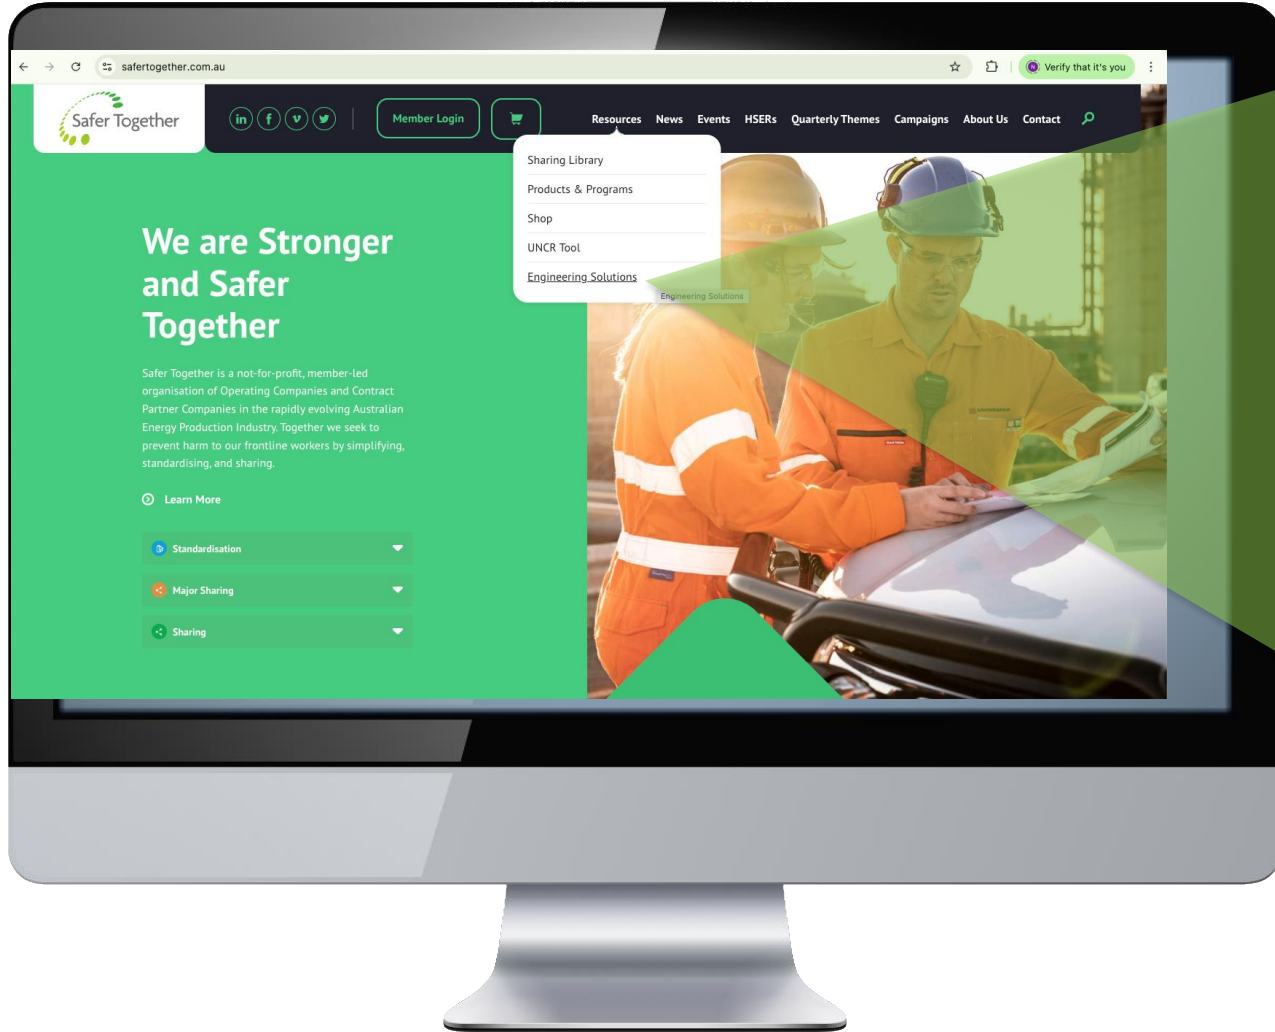 safertogether.com.au
Verify that it's you
Safer Together
Member Login
Resources News Events HSERs Quarterly Themes Campaigns About Us Contact
Sharing Library
Products & Programs
Shop
UNCR Tool
Engineering Solutions
Engineering Solutions
We are Stronger
and Safer
Together
Safer Together is a not-for-profit, member-led
organisation of Operating Companies and Contract
Partner Companies in the rapidly evolving Australian
Energy Production Industry. Together we seek to
prevent harm to our frontline workers by simplifying,
standardising, and sharing.
Learn More
Standardisation
Major Sharing
Sharing